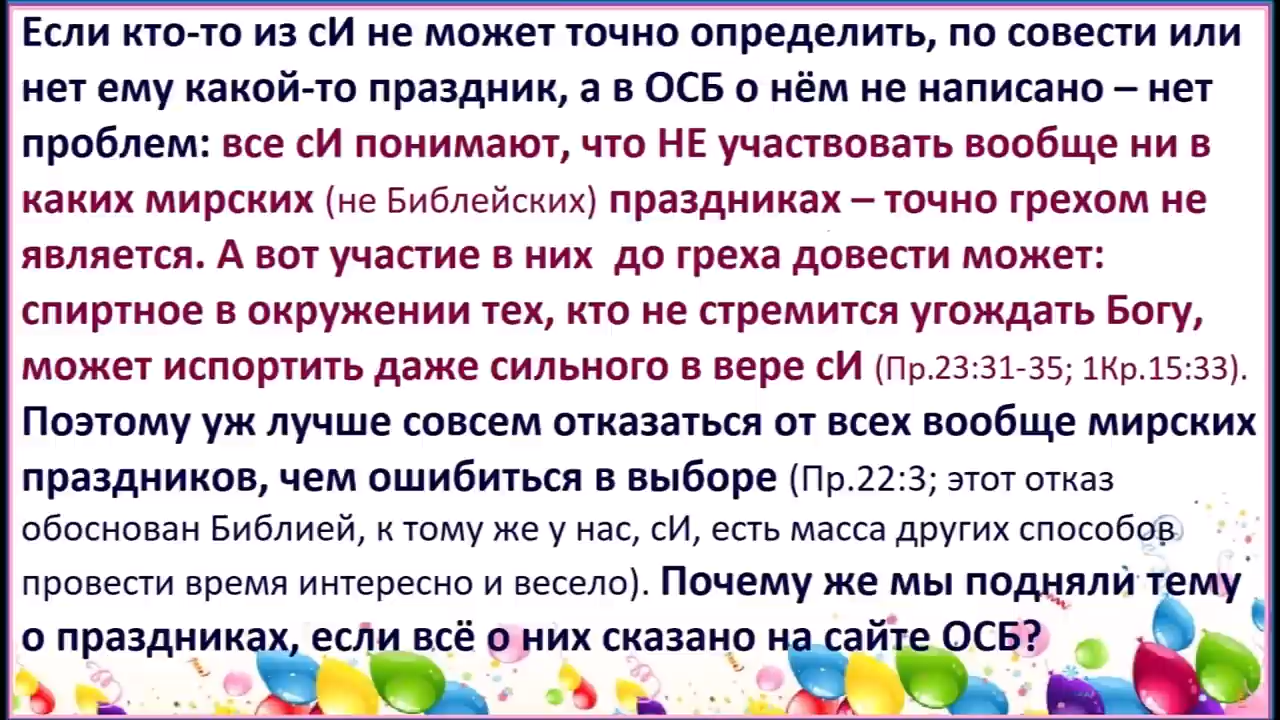 Если кто-то из сИ не может точно определить, по совести или
нет ему какой-то праздник, а в ОСБ о нём не написано – нет
проблем: все сИ понимают, что НЕ участвовать вообще ни в
каких мирских (не Библейских) праздниках – точно грехом не
является. А вот участие в них до греха довести может:
спиртное в окружении тех, кто не стремится угождать Богу,
может испортить даже сильного в вере сИ (Пр.23:31-35; 1Кр.15:33).
Поэтому уж лучше совсем отказаться от всех вообще мирских
праздников, чем ошибиться в выборе (Пр.22:3; этот отказ
обоснован Библией, к тому же у нас, сИ, есть масса других способов
провести время интересно и весело). Почему же мы подняли тему
о праздниках, если всё о них сказано на сайте ОСБ?